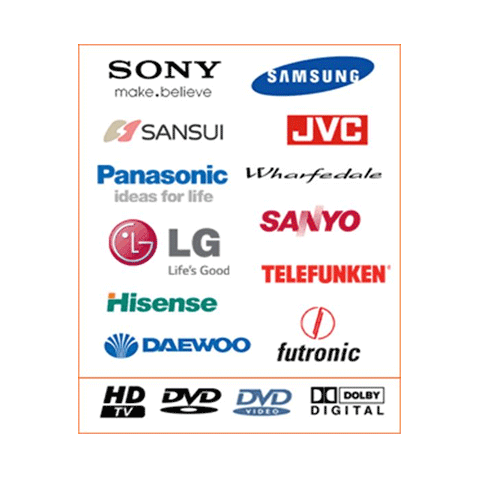 SONY
make.believe
SAMSUNG
SANSUI
JVC
Panasonic
ideas for life
Wharfedale
SANYO
LG
Life's Good
TELEFUNKEN
Hisense
DAEWOO
futronic
HD
TV
DVD
DVD
VIDEO
DOLBY
DIGITAL